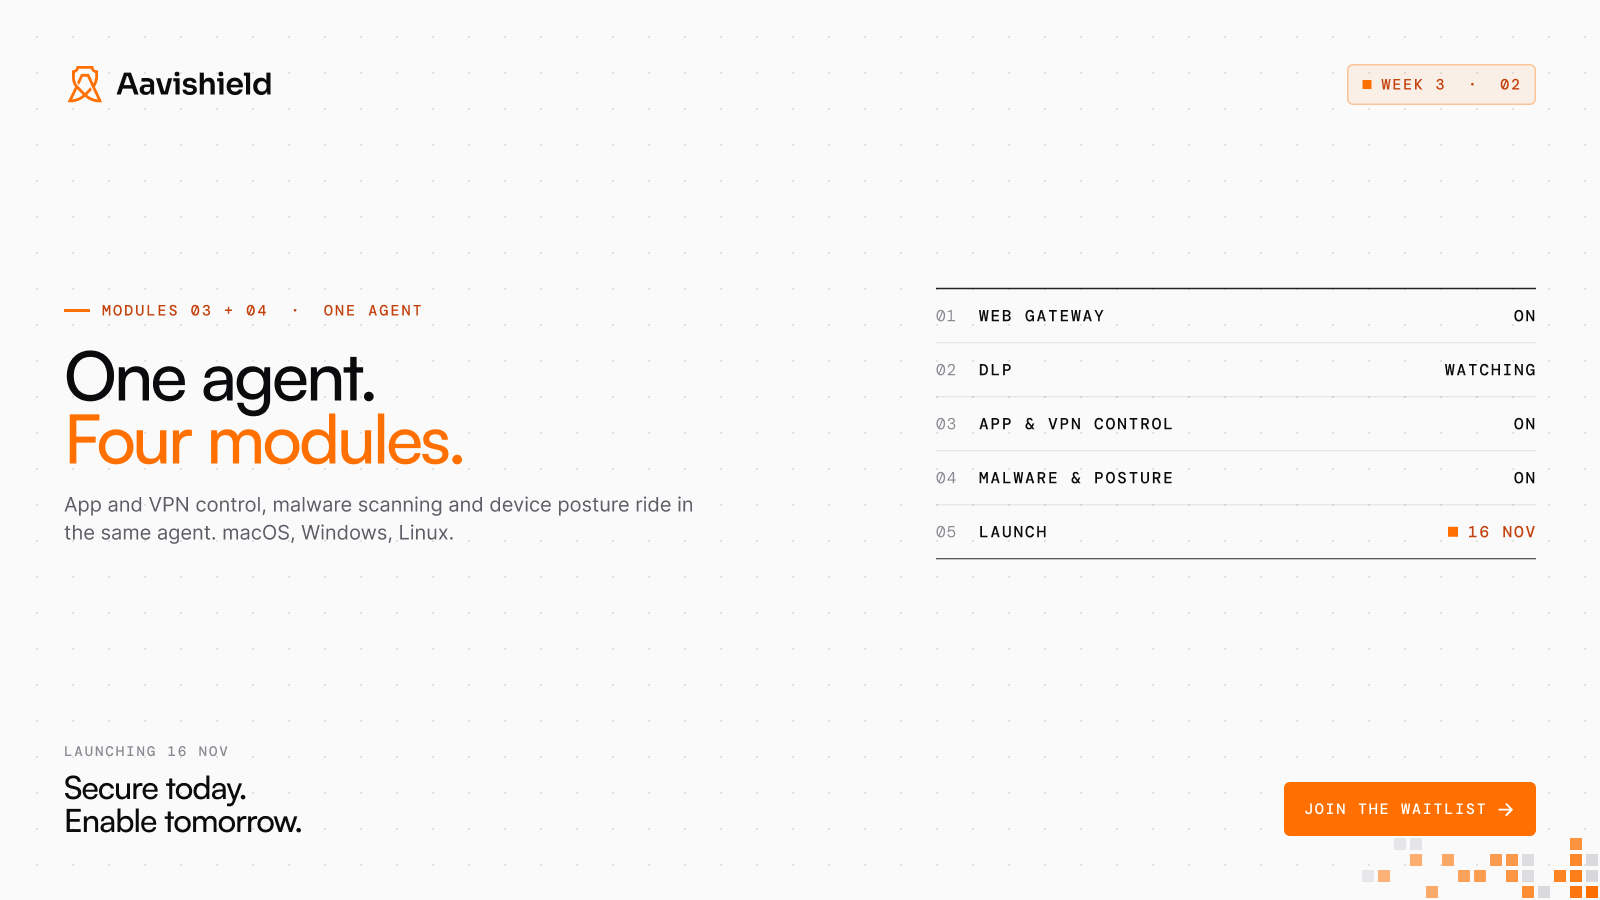 Aavishield
WEEK 3 · 02
MODULES 03 + 04 · ONE AGENT
One agent.
Four modules.
App and VPN control, malware scanning and device posture ride in
the same agent. macOS, Windows, Linux.
01 WEB GATEWAY ON
02 DLP WATCHING
03 APP & VPN CONTROL ON
04 MALWARE & POSTURE ON
05 LAUNCH 16 NOV
LAUNCHING 16 NOV
Secure today.
Enable tomorrow.
JOIN THE WAITLIST →